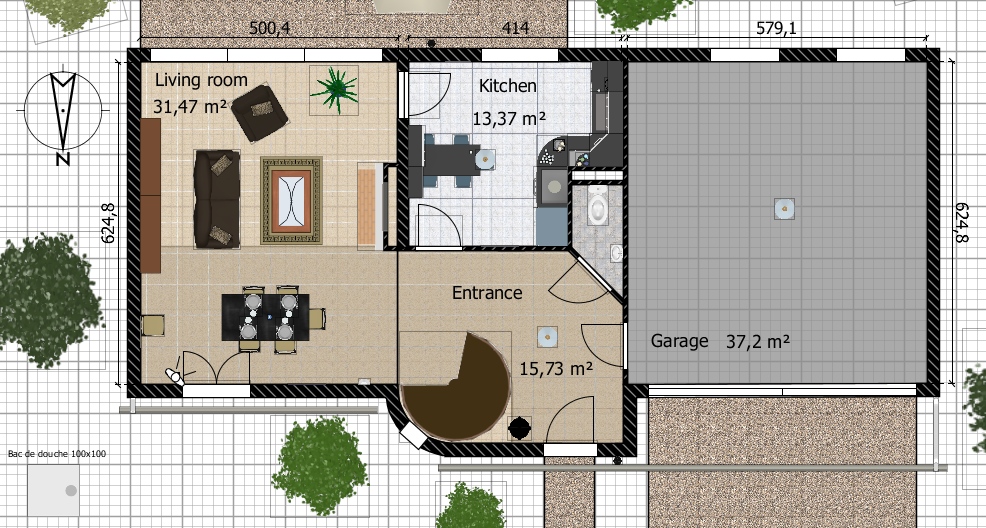 500,4
414
579,1
Living room
31,47 m²
Kitchen
13,37 m²
N
624,8
624,8
Entrance
15,73 m²
Garage 37,2 m²
Bac de douche 100x100